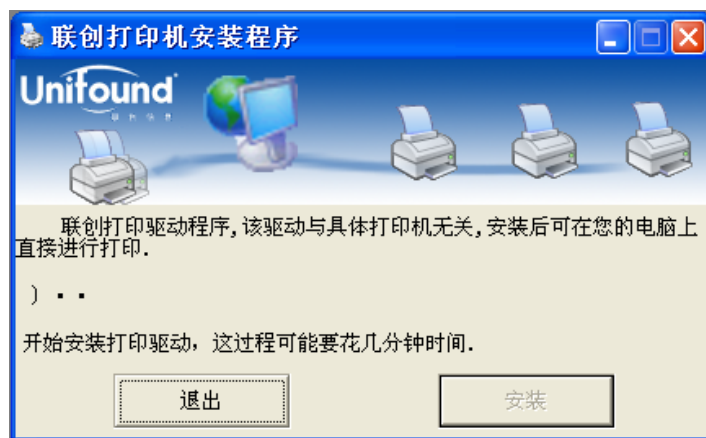 联创打印机安装程序
Unifound
联创打印驱动程序,该驱动与具体打印机无关,安装后可在您的电脑上
直接进行打印.
) ▪ ▪
开始安装打印驱动，这过程可能要花几分钟时间.
退出
安装